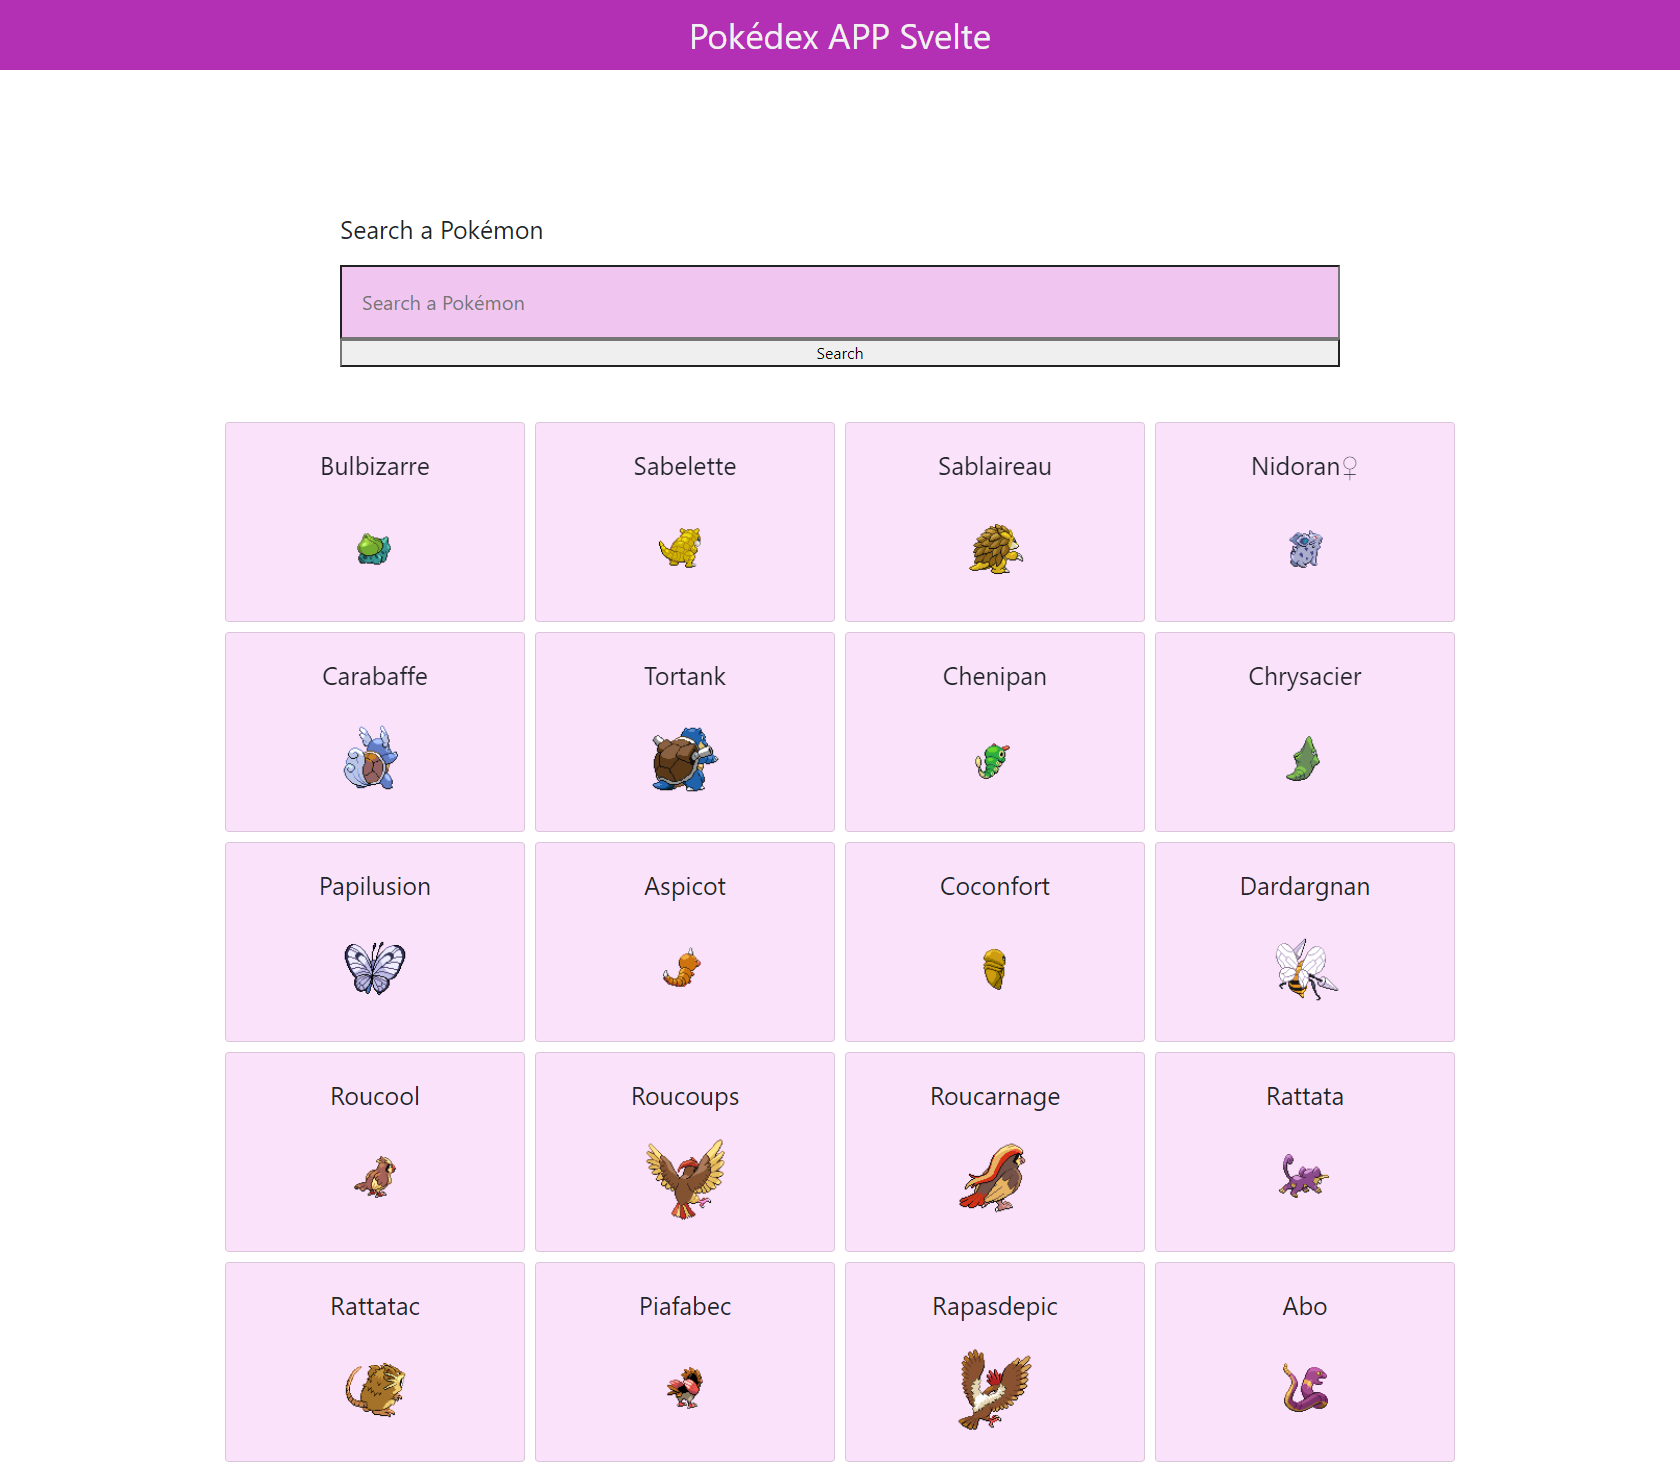 Pokédex APP Svelte
Search a Pokémon
Search a Pokémon
Search
Bulbizarre
Sabelette
Sablaireau
Nidoran♀
Carabaffe
Tortank
Chenipan
Chrysacier
Papilusion
Aspicot
Coconfort
Dardargnan
Roucool
Roucoups
Roucarnage
Rattata
Rattatac
Piafabec
Rapasdepic
Abo